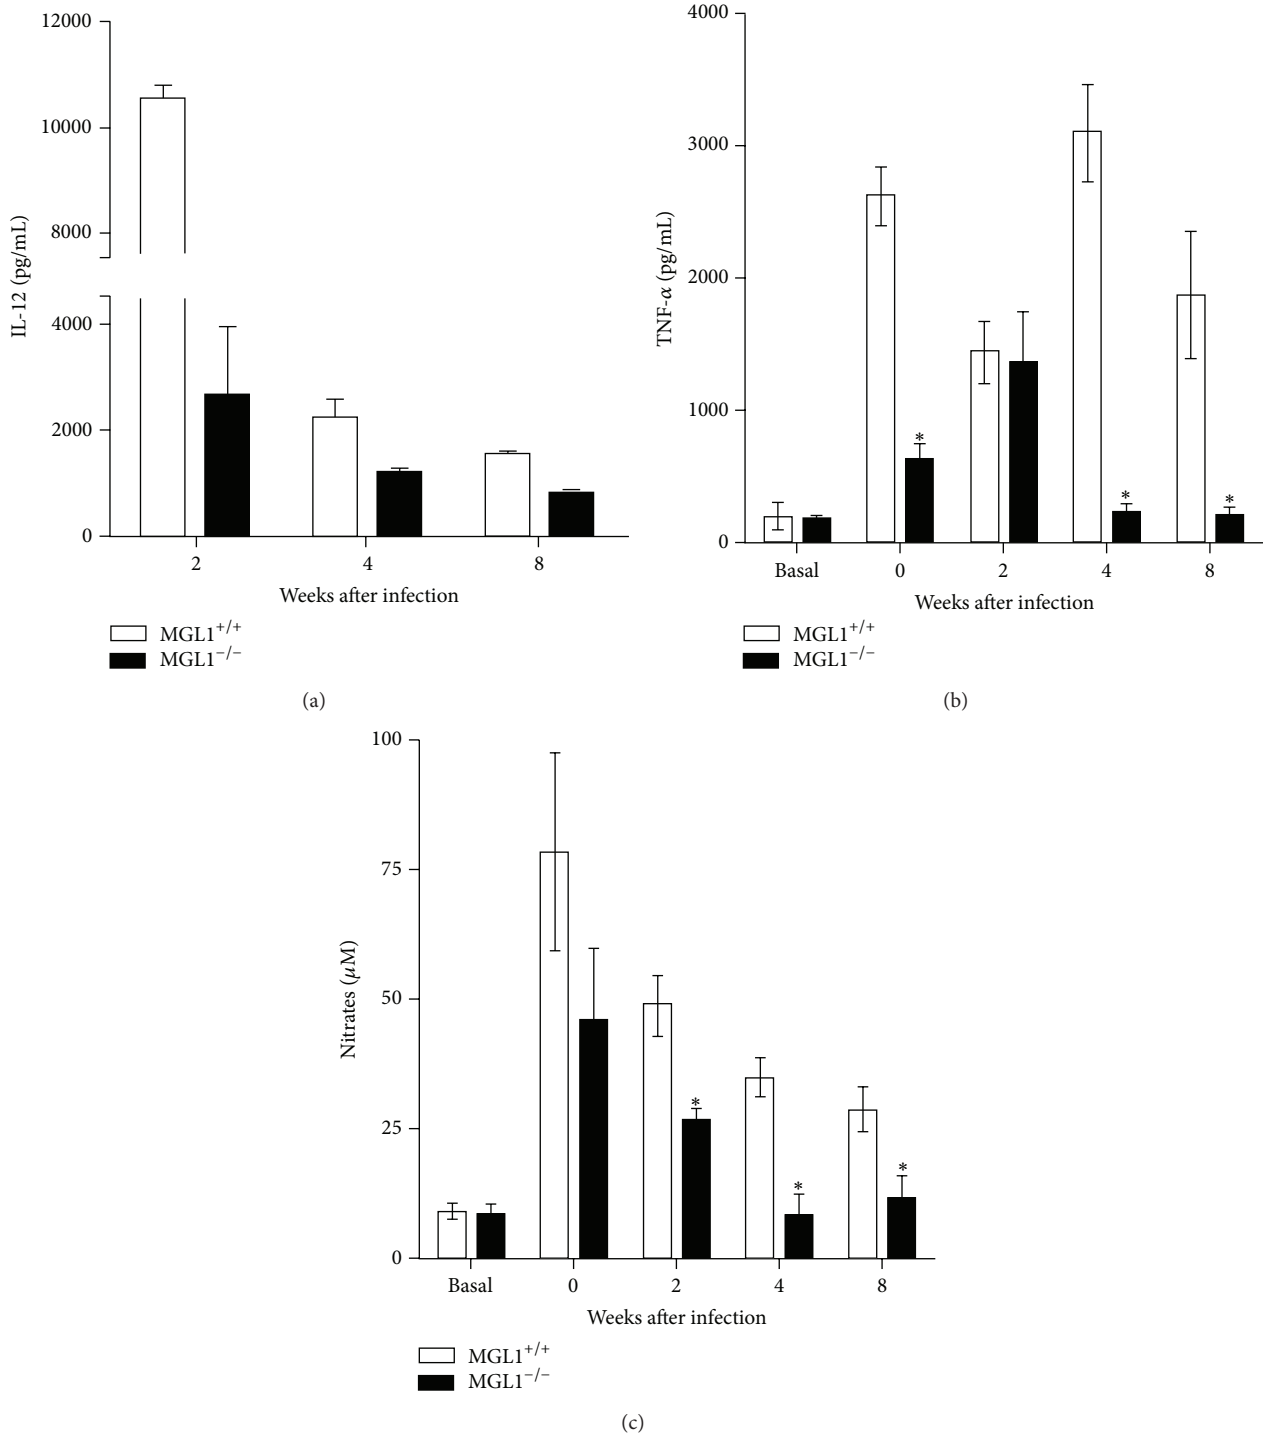 12000
10000
8000
4000
2000
0
IL-12 (pg/mL)
2 4 8
Weeks after infection
MGL1+/+
MGL1−/−
(a)
4000
3000
2000
1000
0
TNF-α (pg/mL)
* * *
Basal 0 2 4 8
Weeks after infection
MGL1+/+
MGL1−/−
(b)
100
75
50
25
0
Nitrates (μM)
* * *
Basal 0 2 4 8
Weeks after infection
MGL1+/+
MGL1−/−
(c)